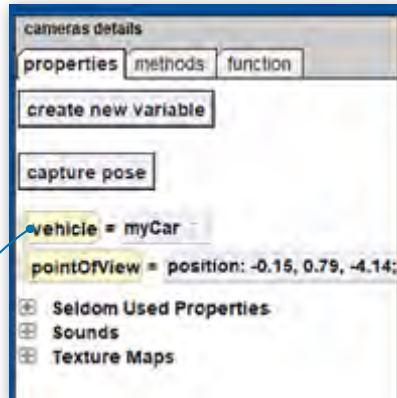 cameras details
properties methods function
create new variable
capture pose
vehicle = myCar
pointOfView = position: -0.15, 0.79, -4.14;
Seldom Used Properties
Sounds
Texture Maps